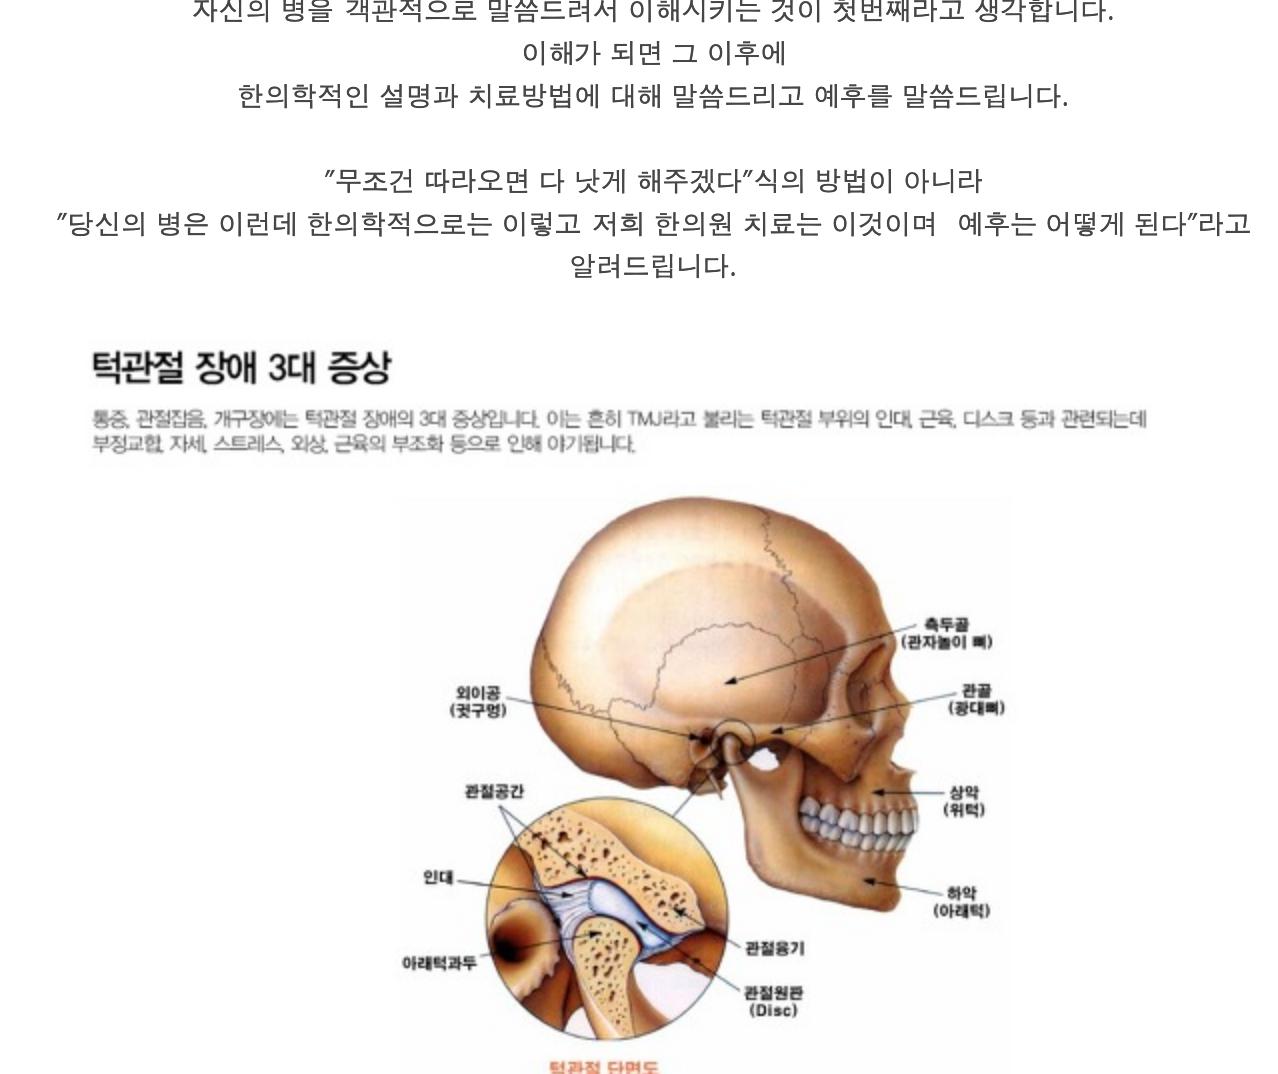 자신의 병을 객관적으로 말씀드려서 이해시키는 것이 첫번째라고 생각합니다.
이해가 되면 그 이후에
한의학적인 설명과 치료방법에 대해 말씀드리고 예후를 말씀드립니다.
"무조건 따라오면 다 낫게 해주겠다"식의 방법이 아니라
"당신의 병은 이런데 한의학적으로는 이렇고 저희 한의원 치료는 이것이며 예후는 어떻게 된다"라고
알려드립니다.
턱관절 장애 3대 증상
통증, 관절잡음, 개구장애는 턱관절 장애의 3대 증상입니다. 이는 흔히 TMJ라고 불리는 턱관절 부위의 인대, 근육, 디스크 등과 관련되는데
부정교합, 자세, 스트레스, 외상, 근육의 부조화 등으로 인해 야기됩니다.
측두골
(관자놀이 뼈)
외이공
(귓구멍)
관골
(광대뼈)
관절공간
상악
(위턱)
인대
하악
(아래턱)
관절융기
아래턱과두
관절원판
(Disc)
턱관절 단면도